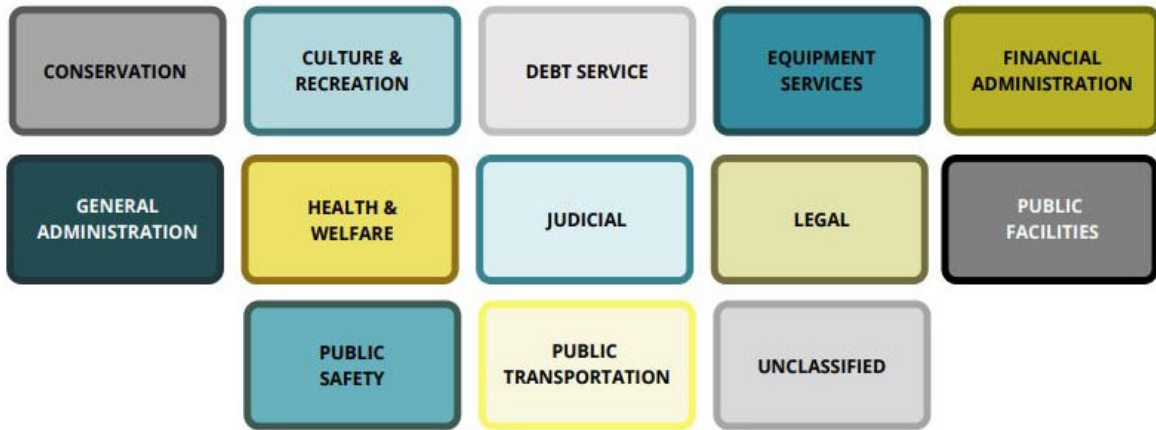 CONSERVATION
CULTURE &
RECREATION
DEBT SERVICE
EQUIPMENT
SERVICES
FINANCIAL
ADMINISTRATION
GENERAL
ADMINISTRATION
HEALTH &
WELFARE
JUDICIAL
LEGAL
PUBLIC
FACILITIES
PUBLIC
SAFETY
PUBLIC
TRANSPORTATION
UNCLASSIFIED